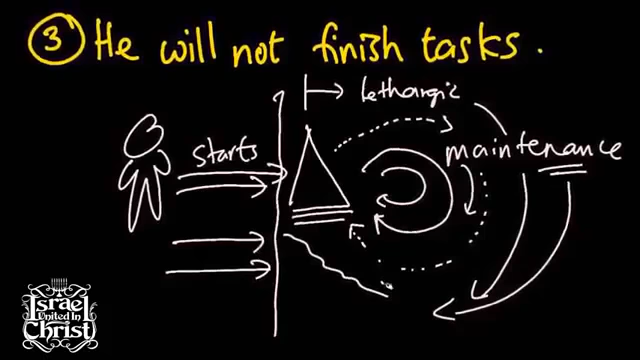 ③ He will not finish tasks.
lethargic
starts
maintenance
ISRAEL
UNITED IN
CHRIST